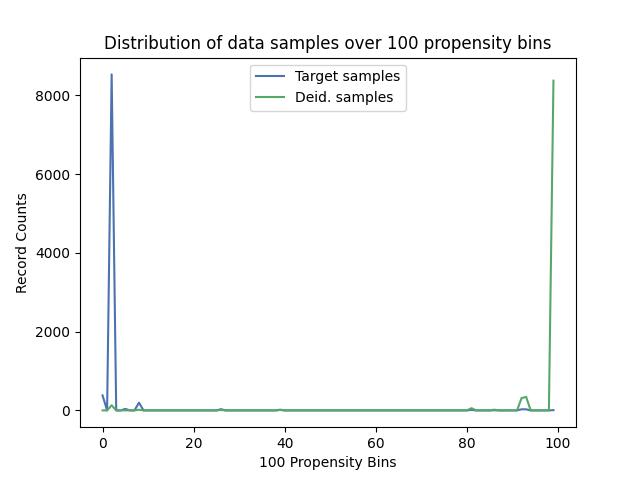 Distribution of data samples over 100 propensity bins
Target samples
Deid. samples
Record Counts
8000
6000
4000
2000
0
0 20 40 60 80 100
100 Propensity Bins